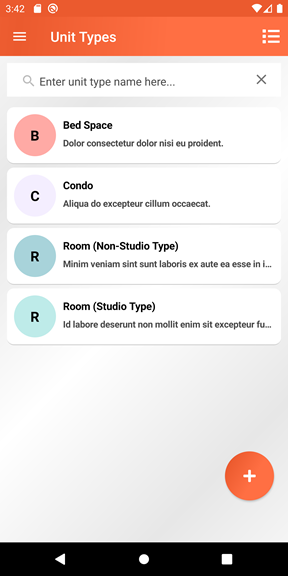 3:42
Unit Types
Enter unit type name here...
B
Bed Space
Dolor consectetur dolor nisi eu proident.
C
Condo
Aliqua do excepteur cillum occaecat.
R
Room (Non-Studio Type)
Minim veniam sint sunt laboris ex aute ea esse in i...
R
Room (Studio Type)
Id labore deserunt non mollit enim sit excepteur fu...